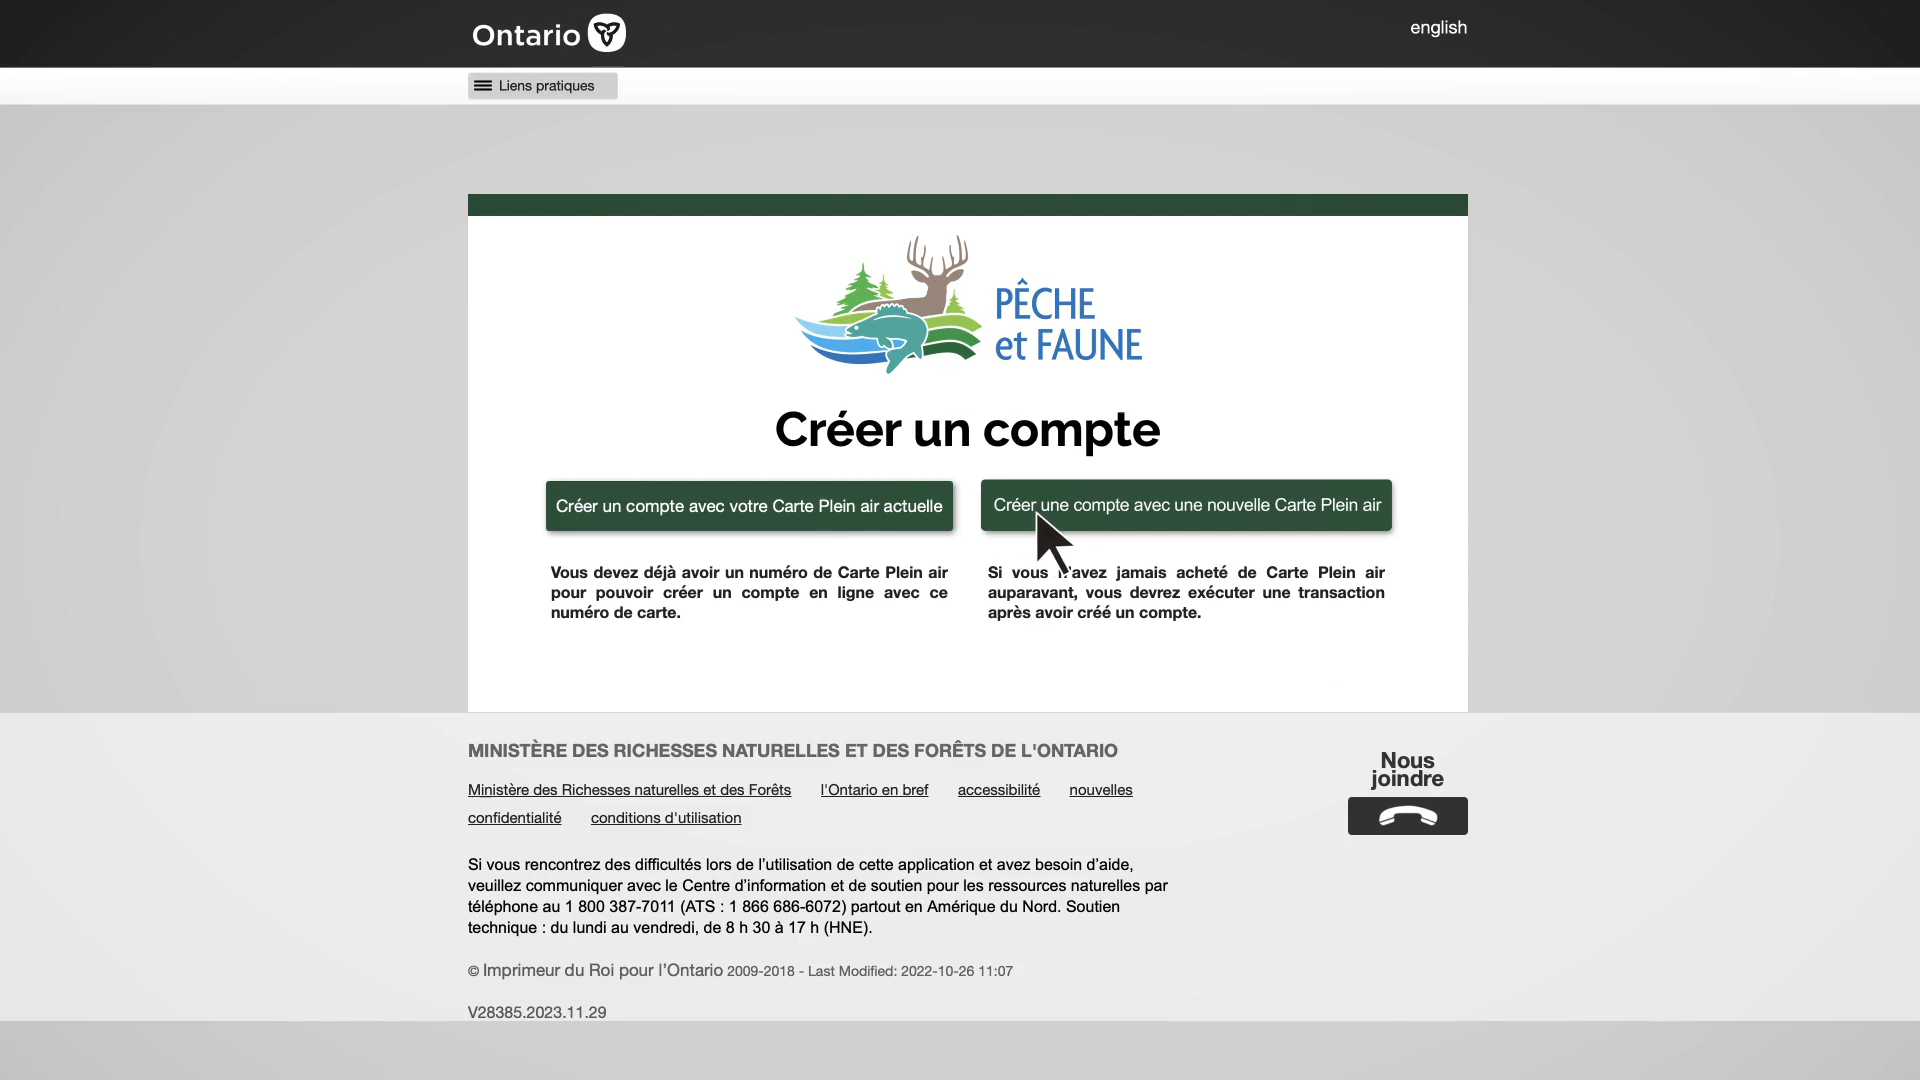 Ontario
english
Liens pratiques
PÊCHE
et FAUNE
Créer un compte
Créer un compte avec votre Carte Plein air actuelle
Créer une compte avec une nouvelle Carte Plein air
Vous devez déjà avoir un numéro de Carte Plein air
pour pouvoir créer un compte en ligne avec ce
numéro de carte.
Si vous n'avez jamais acheté de Carte Plein air
auparavant, vous devrez exécuter une transaction
après avoir créé un compte.
MINISTÈRE DES RICHESSES NATURELLES ET DES FORÊTS DE L'ONTARIO
Ministère des Richesses naturelles et des Forêts l'Ontario en bref accessibilité nouvelles
confidentialité conditions d'utilisation
Nous
joindre
Si vous rencontrez des difficultés lors de l’utilisation de cette application et avez besoin d’aide,
veuillez communiquer avec le Centre d’information et de soutien pour les ressources naturelles par
téléphone au 1 800 387-7011 (ATS : 1 866 686-6072) partout en Amérique du Nord. Soutien
technique : du lundi au vendredi, de 8 h 30 à 17 h (HNE).
© Imprimeur du Roi pour l’Ontario 2009-2018 - Last Modified: 2022-10-26 11:07
V28385.2023.11.29